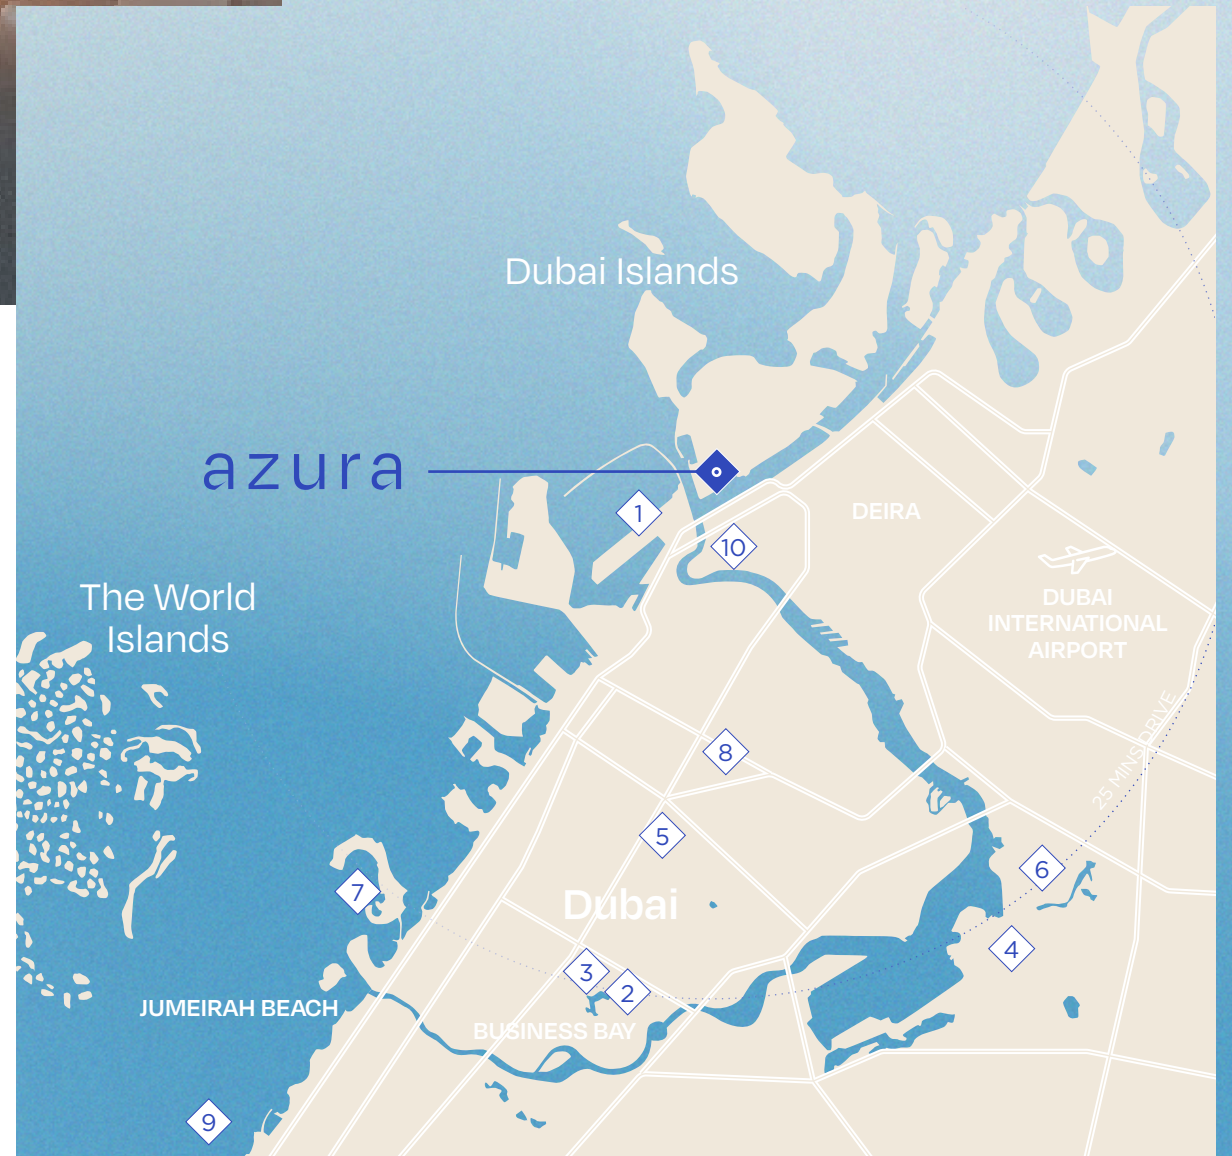 Dubai Islands
azura
1
10
DEIRA
DUBAI
INTERNATIONAL
AIRPORT
The World
Islands
25 MINS DRIVE
8
5
6
7
Dubai
4
3
2
JUMEIRAH BEACH
BUSINESS BAY
9